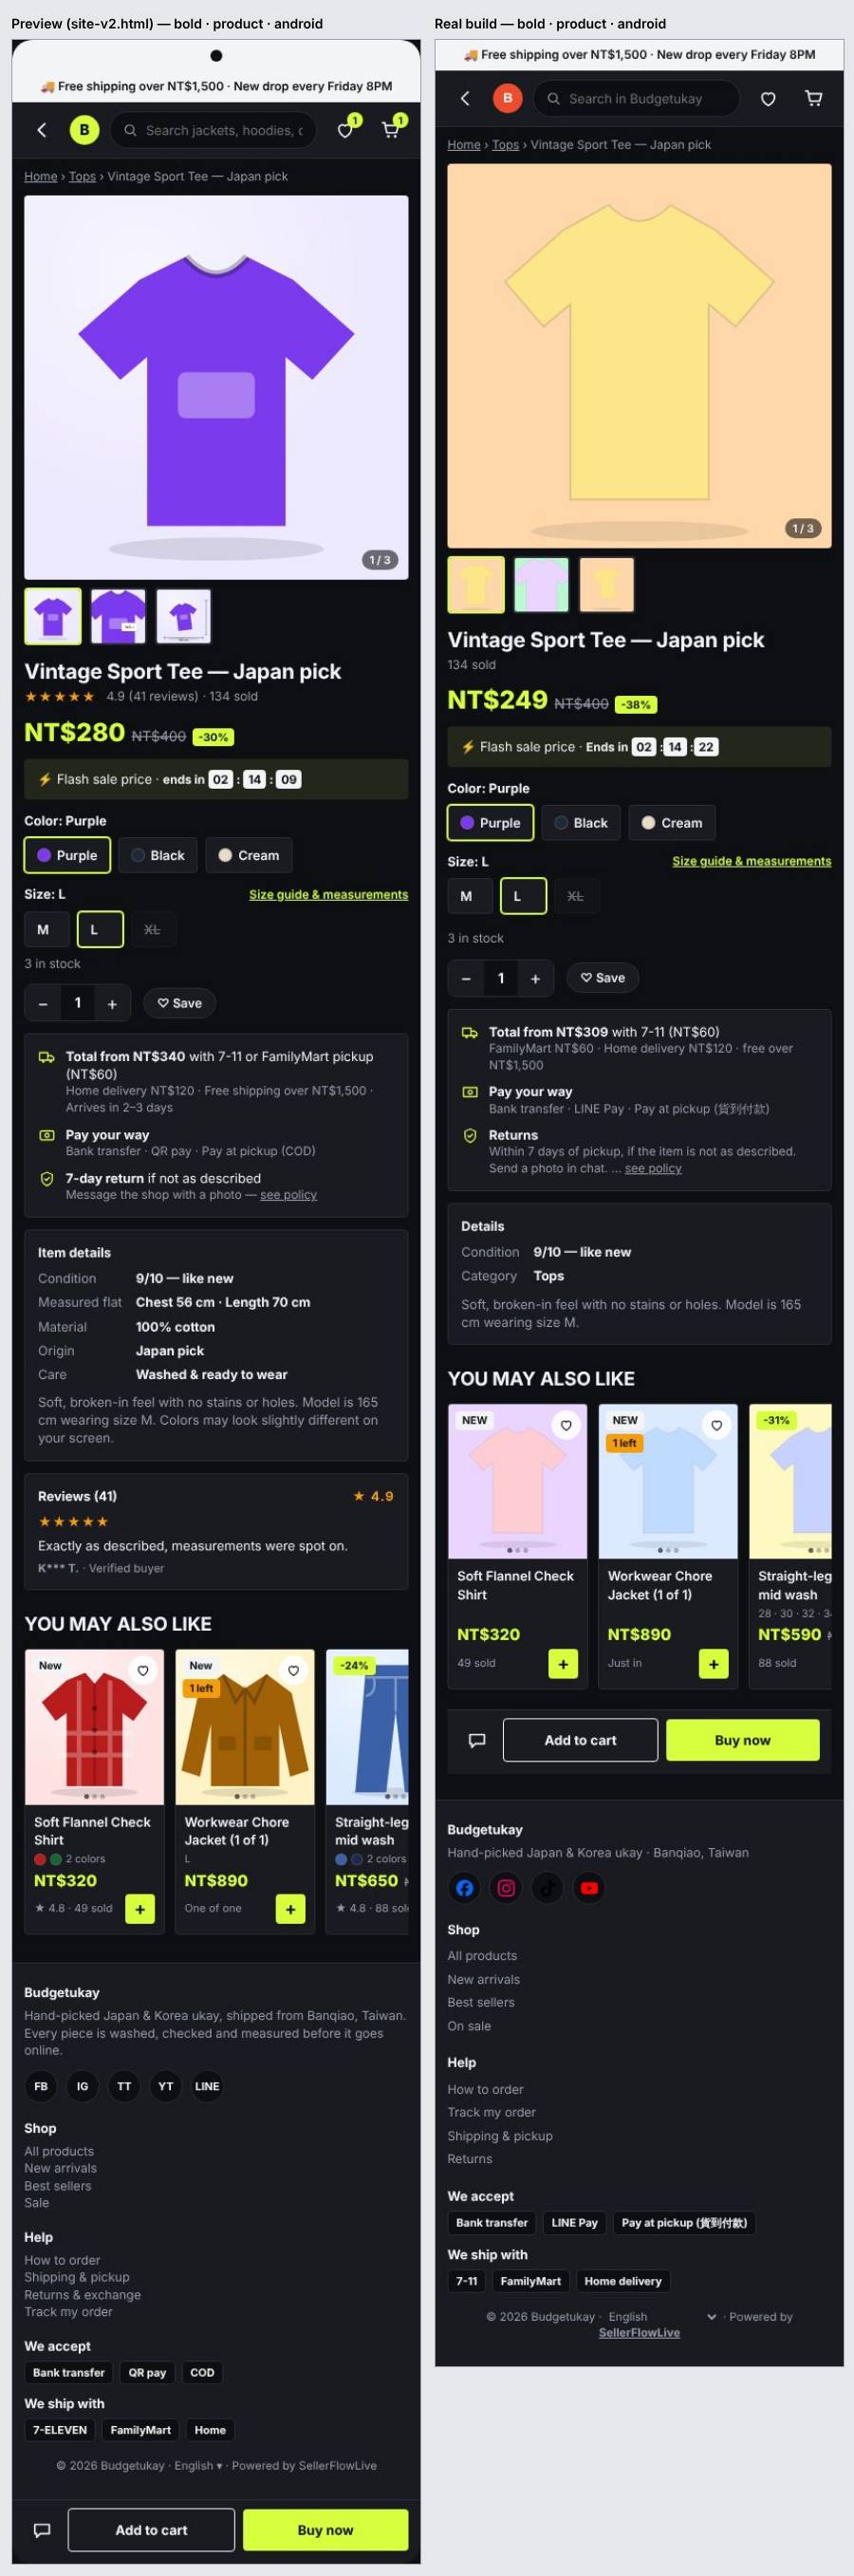 Preview (site-v2.html) — bold · product · android
🚚 Free shipping over NT$1,500 · New drop every Friday 8PM
B
Search jackets, hoodies, c
1
1
Home › Tops › Vintage Sport Tee — Japan pick
1 / 3
Vintage Sport Tee — Japan pick
★★★★★ 4.9 (41 reviews) · 134 sold
NT$280 NT$400 -30%
⚡ Flash sale price · ends in 02 : 14 : 09
Color: Purple
Purple
Black
Cream
Size: L
Size guide & measurements
M
L
XL
3 in stock
− 1 +
♡ Save
Total from NT$340 with 7-11 or FamilyMart pickup
(NT$60)
Home delivery NT$120 · Free shipping over NT$1,500 ·
Arrives in 2–3 days
Pay your way
Bank transfer · QR pay · Pay at pickup (COD)
7-day return if not as described
Message the shop with a photo — see policy
Item details
Condition 9/10 — like new
Measured flat Chest 56 cm · Length 70 cm
Material 100% cotton
Origin Japan pick
Care Washed & ready to wear
Soft, broken-in feel with no stains or holes. Model is 165
cm wearing size M. Colors may look slightly different on
your screen.
Reviews (41)
★ 4.9
★★★★★
Exactly as described, measurements were spot on.
K*** T. · Verified buyer
YOU MAY ALSO LIKE
New
New
1 left
-24%
Soft Flannel Check
Shirt
2 colors
NT$320
★ 4.8 · 49 sold
+
Workwear Chore
Jacket (1 of 1)
L
NT$890
One of one
+
Straight-leg
mid wash
2 colors
NT$650
★ 4.8 · 88 sol
Budgetukay
Hand-picked Japan & Korea ukay, shipped from Banqiao, Taiwan.
Every piece is washed, checked and measured before it goes
online.
FB
IG
TT
YT
LINE
Shop
All products
New arrivals
Best sellers
Sale
Help
How to order
Shipping & pickup
Returns & exchange
Track my order
We accept
Bank transfer
QR pay
COD
We ship with
7-ELEVEN
FamilyMart
Home
© 2026 Budgetukay · English ▾ · Powered by SellerFlowLive
Add to cart
Buy now
Real build — bold · product · android
🚚 Free shipping over NT$1,500 · New drop every Friday 8PM
B
Search in Budgetukay
Home › Tops › Vintage Sport Tee — Japan pick
1 / 3
Vintage Sport Tee — Japan pick
134 sold
NT$249 NT$400 -38%
⚡ Flash sale price · Ends in 02 : 14 : 22
Color: Purple
Purple
Black
Cream
Size: L
Size guide & measurements
M
L
XL
3 in stock
− 1 +
♡ Save
Total from NT$309 with 7-11 (NT$60)
FamilyMart NT$60 · Home delivery NT$120 · free over
NT$1,500
Pay your way
Bank transfer · LINE Pay · Pay at pickup (貨到付款)
Returns
Within 7 days of pickup, if the item is not as described.
Send a photo in chat. ... see policy
Details
Condition 9/10 — like new
Category Tops
Soft, broken-in feel with no stains or holes. Model is 165
cm wearing size M.
YOU MAY ALSO LIKE
NEW
NEW
1 left
-31%
Soft Flannel Check
Shirt
NT$320
49 sold
+
Workwear Chore
Jacket (1 of 1)
NT$890
Just in
+
Straight-leg
mid wash
28 · 30 · 32 · 34
NT$590
88 sold
Add to cart
Buy now
Budgetukay
Hand-picked Japan & Korea ukay · Banqiao, Taiwan
Shop
All products
New arrivals
Best sellers
On sale
Help
How to order
Track my order
Shipping & pickup
Returns
We accept
Bank transfer
LINE Pay
Pay at pickup (貨到付款)
We ship with
7-11
FamilyMart
Home delivery
© 2026 Budgetukay · English · Powered by
SellerFlowLive